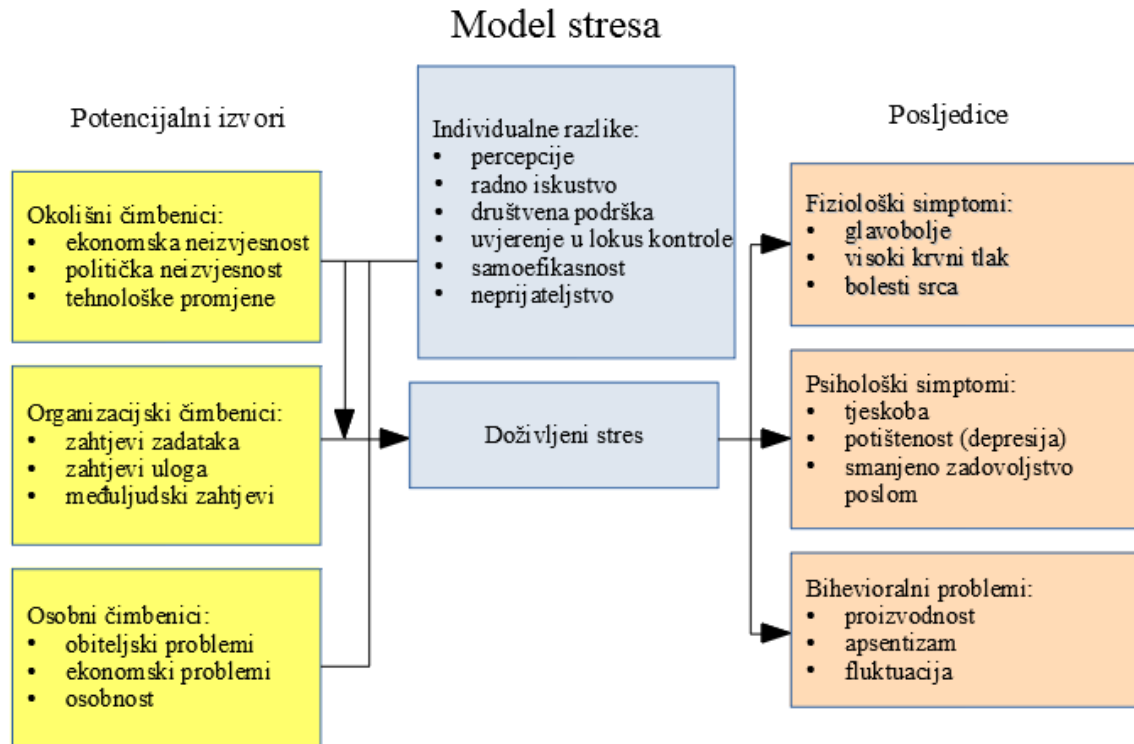 Model stresa
Potencijalni izvori
Okolišni čimbenici:
• ekonomska neizvjesnost
• politička neizvjesnost
• tehnološke promjene
Organizacijski čimbenici:
• zahtjevi zadataka
• zahtjevi uloga
• međuljudski zahtjevi
Osobni čimbenici:
• obiteljski problemi
• ekonomski problemi
• osobnost
Individualne razlike:
• percepcije
• radno iskustvo
• društvena podrška
• uvjerenje u lokus kontrole
• samoefikasnost
• neprijateljstvo
Doživljeni stres
Posljedice
Fiziološki simptomi:
• glavobolje
• visoki krvni tlak
• bolesti srca
Psihološki simptomi:
• tjeskoba
• potištenost (depresija)
• smanjeno zadovoljstvo
poslom
Bihevioralni problemi:
• proizvodnost
• apsentizam
• fluktuacija